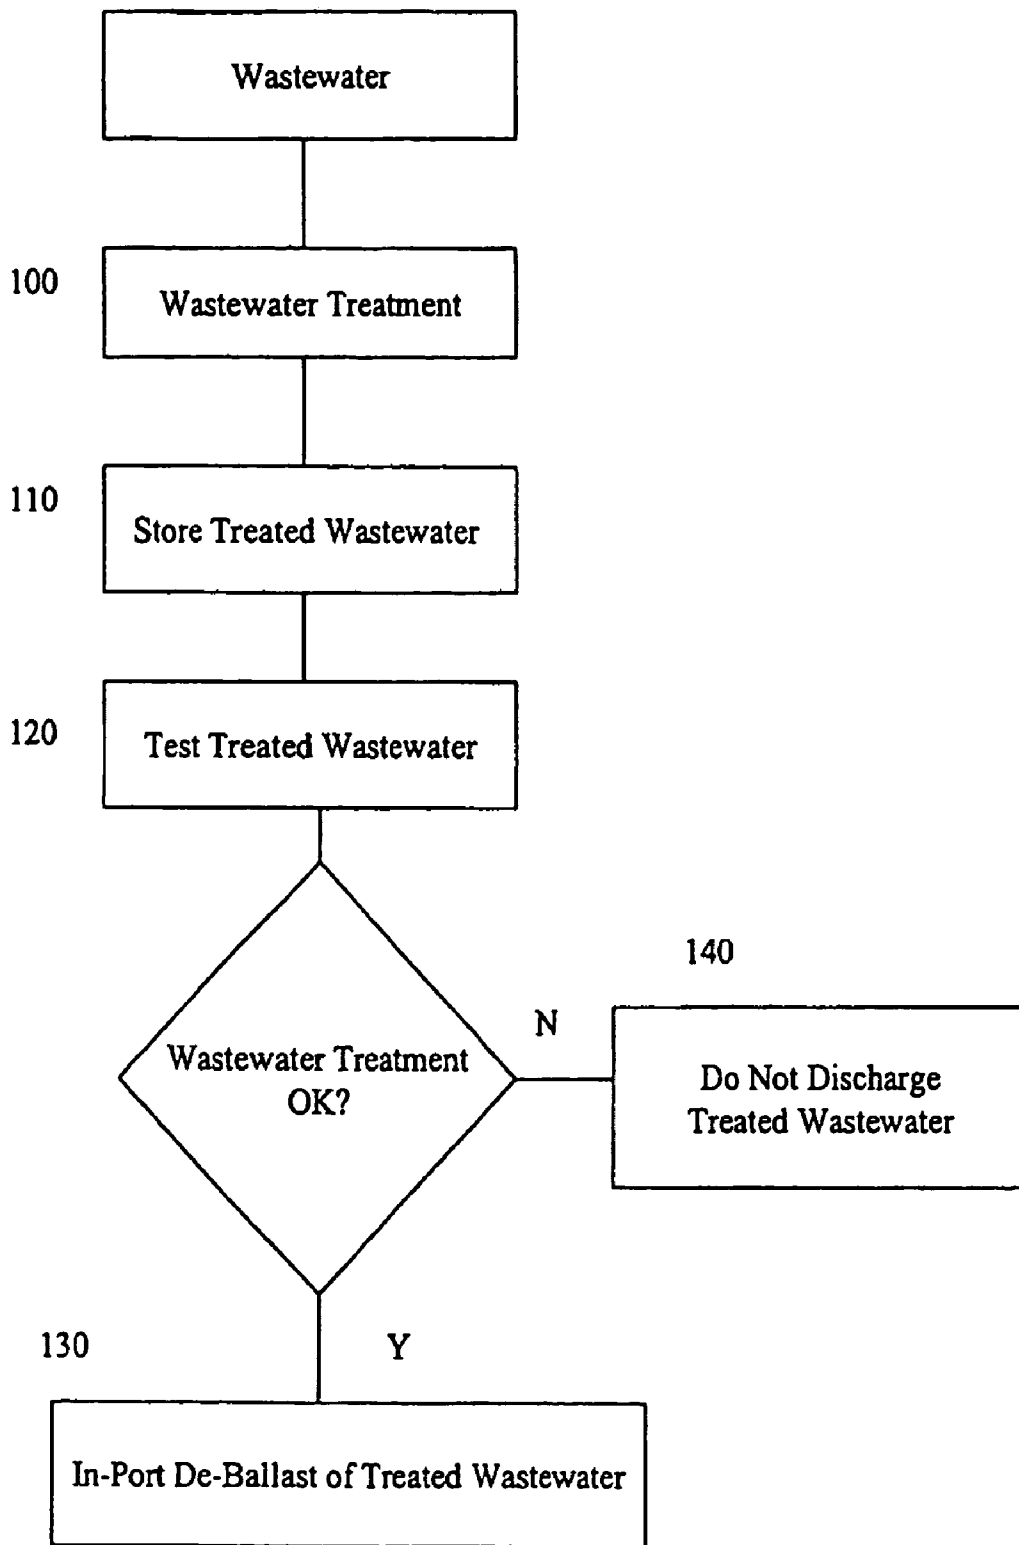 Wastewater
100
Wastewater Treatment
110
Store Treated Wastewater
120
Test Treated Wastewater
140
N
Wastewater Treatment
OK?
Do Not Discharge
Treated Wastewater
130
Y
In-Port De-Ballast of Treated Wastewater